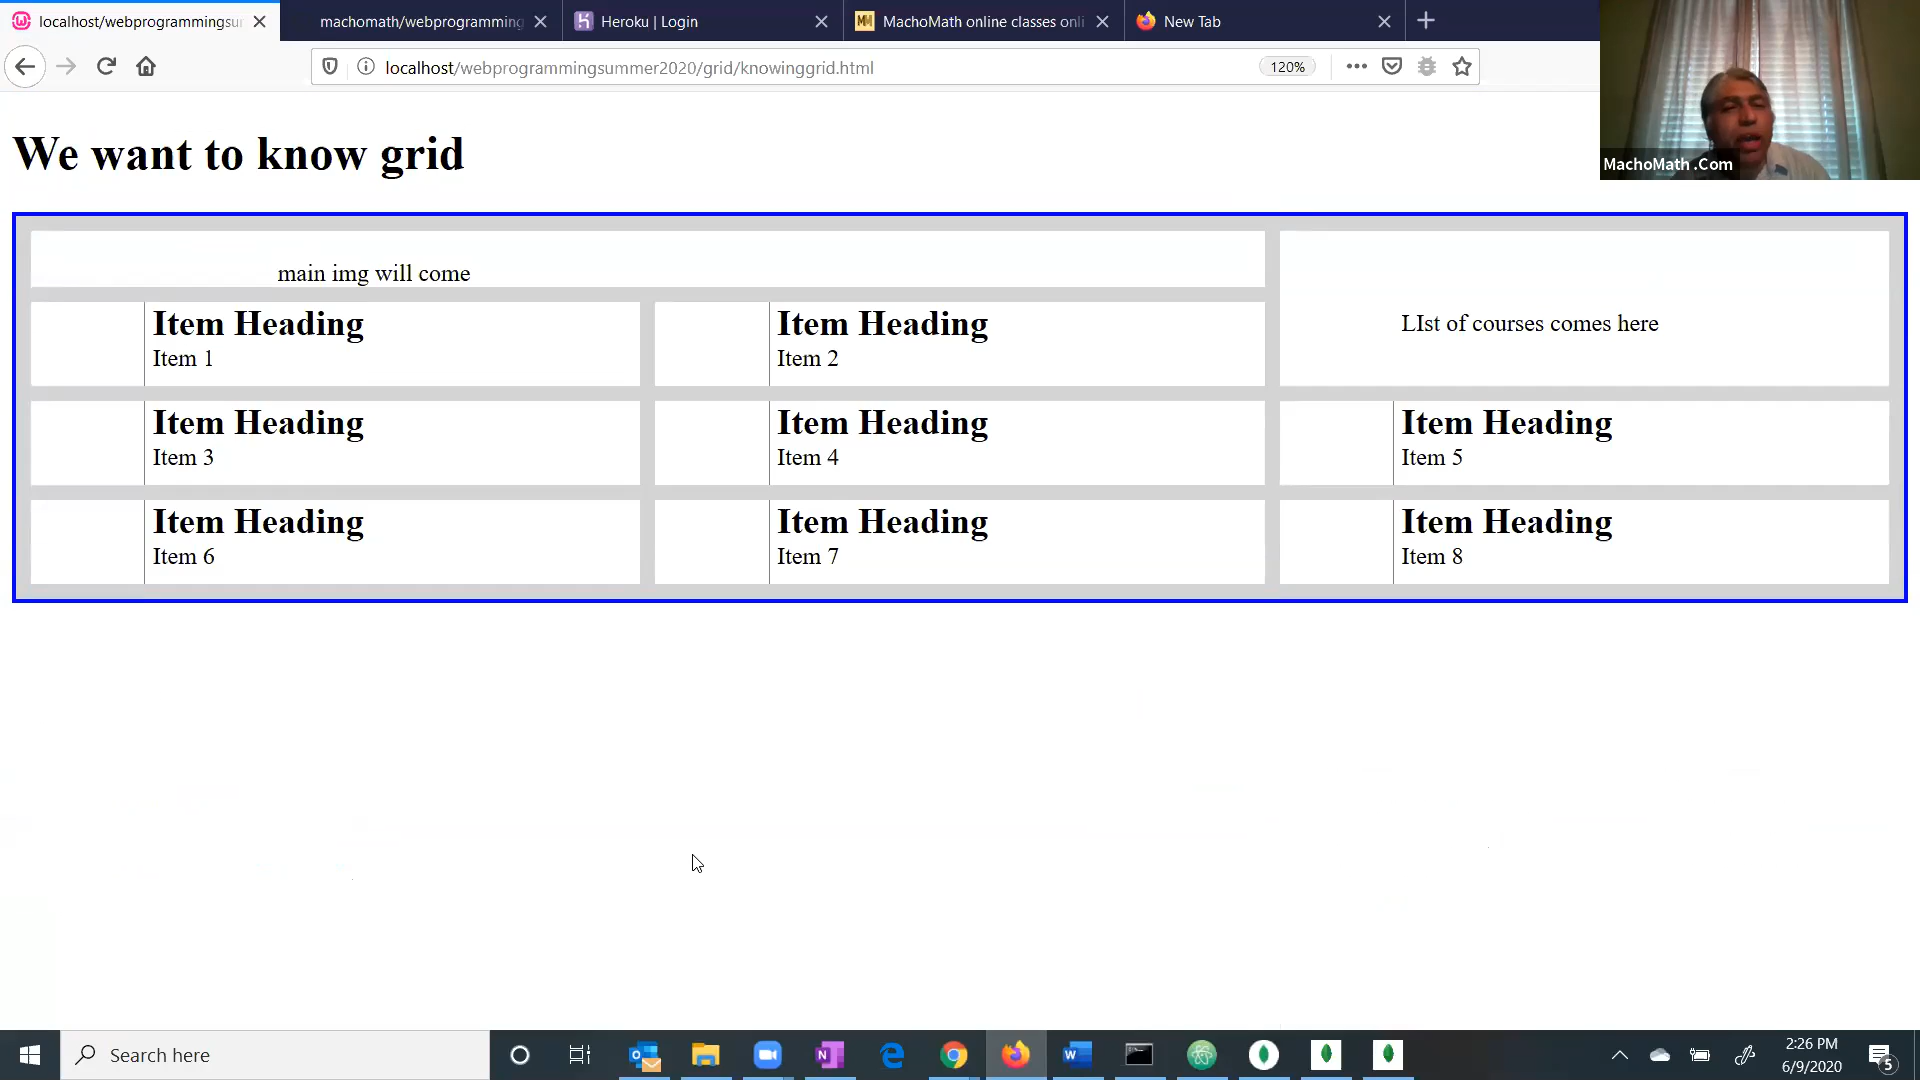 localhost/webprogrammingsu
machomath/webprogramming
Heroku | Login
MachoMath online classes onli
New Tab
localhost/webprogrammingsummer2020/grid/knowinggrid.html
120%
MachoMath.Com
We want to know grid
main img will come
LIst of courses comes here
Item Heading
Item 1
Item Heading
Item 2
Item Heading
Item 3
Item Heading
Item 4
Item Heading
Item 5
Item Heading
Item 6
Item Heading
Item 7
Item Heading
Item 8
Search here
2:26 PM
6/9/2020
5